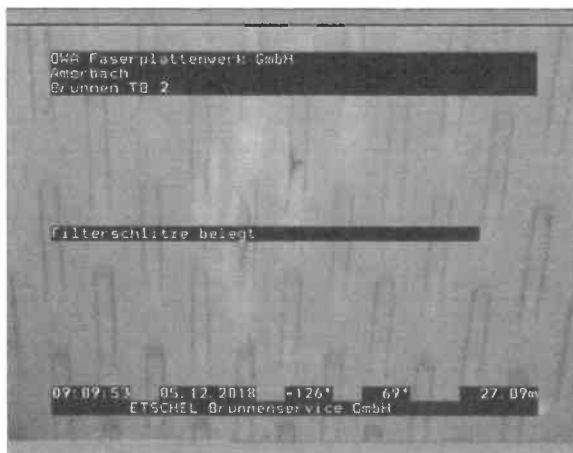 OWA Faserplattenwerk GmbH
Amorbach
Brunnen TB 2
Filterschlitze belegt
09:09:53 05.12.2018 -126° 69° 27.09m
ETSCHEL Brunnenservice GmbH